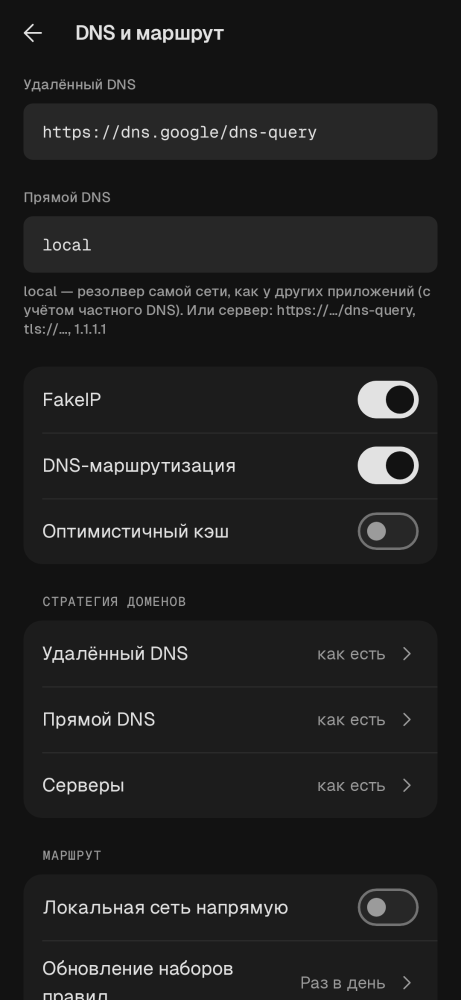 DNS и маршрут
Удалённый DNS
https://dns.google/dns-query
Прямой DNS
local
local — резолвер самой сети, как у других приложений (с
учётом частного DNS). Или сервер: https://…/dns-query,
tls://…, 1.1.1.1
FakeIP
DNS-маршрутизация
Оптимистичный кэш
СТРАТЕГИЯ ДОМЕНОВ
Удалённый DNS как есть
Прямой DNS как есть
Серверы как есть
МАРШРУТ
Локальная сеть напрямую
Обновление наборов
правил
Раз в день